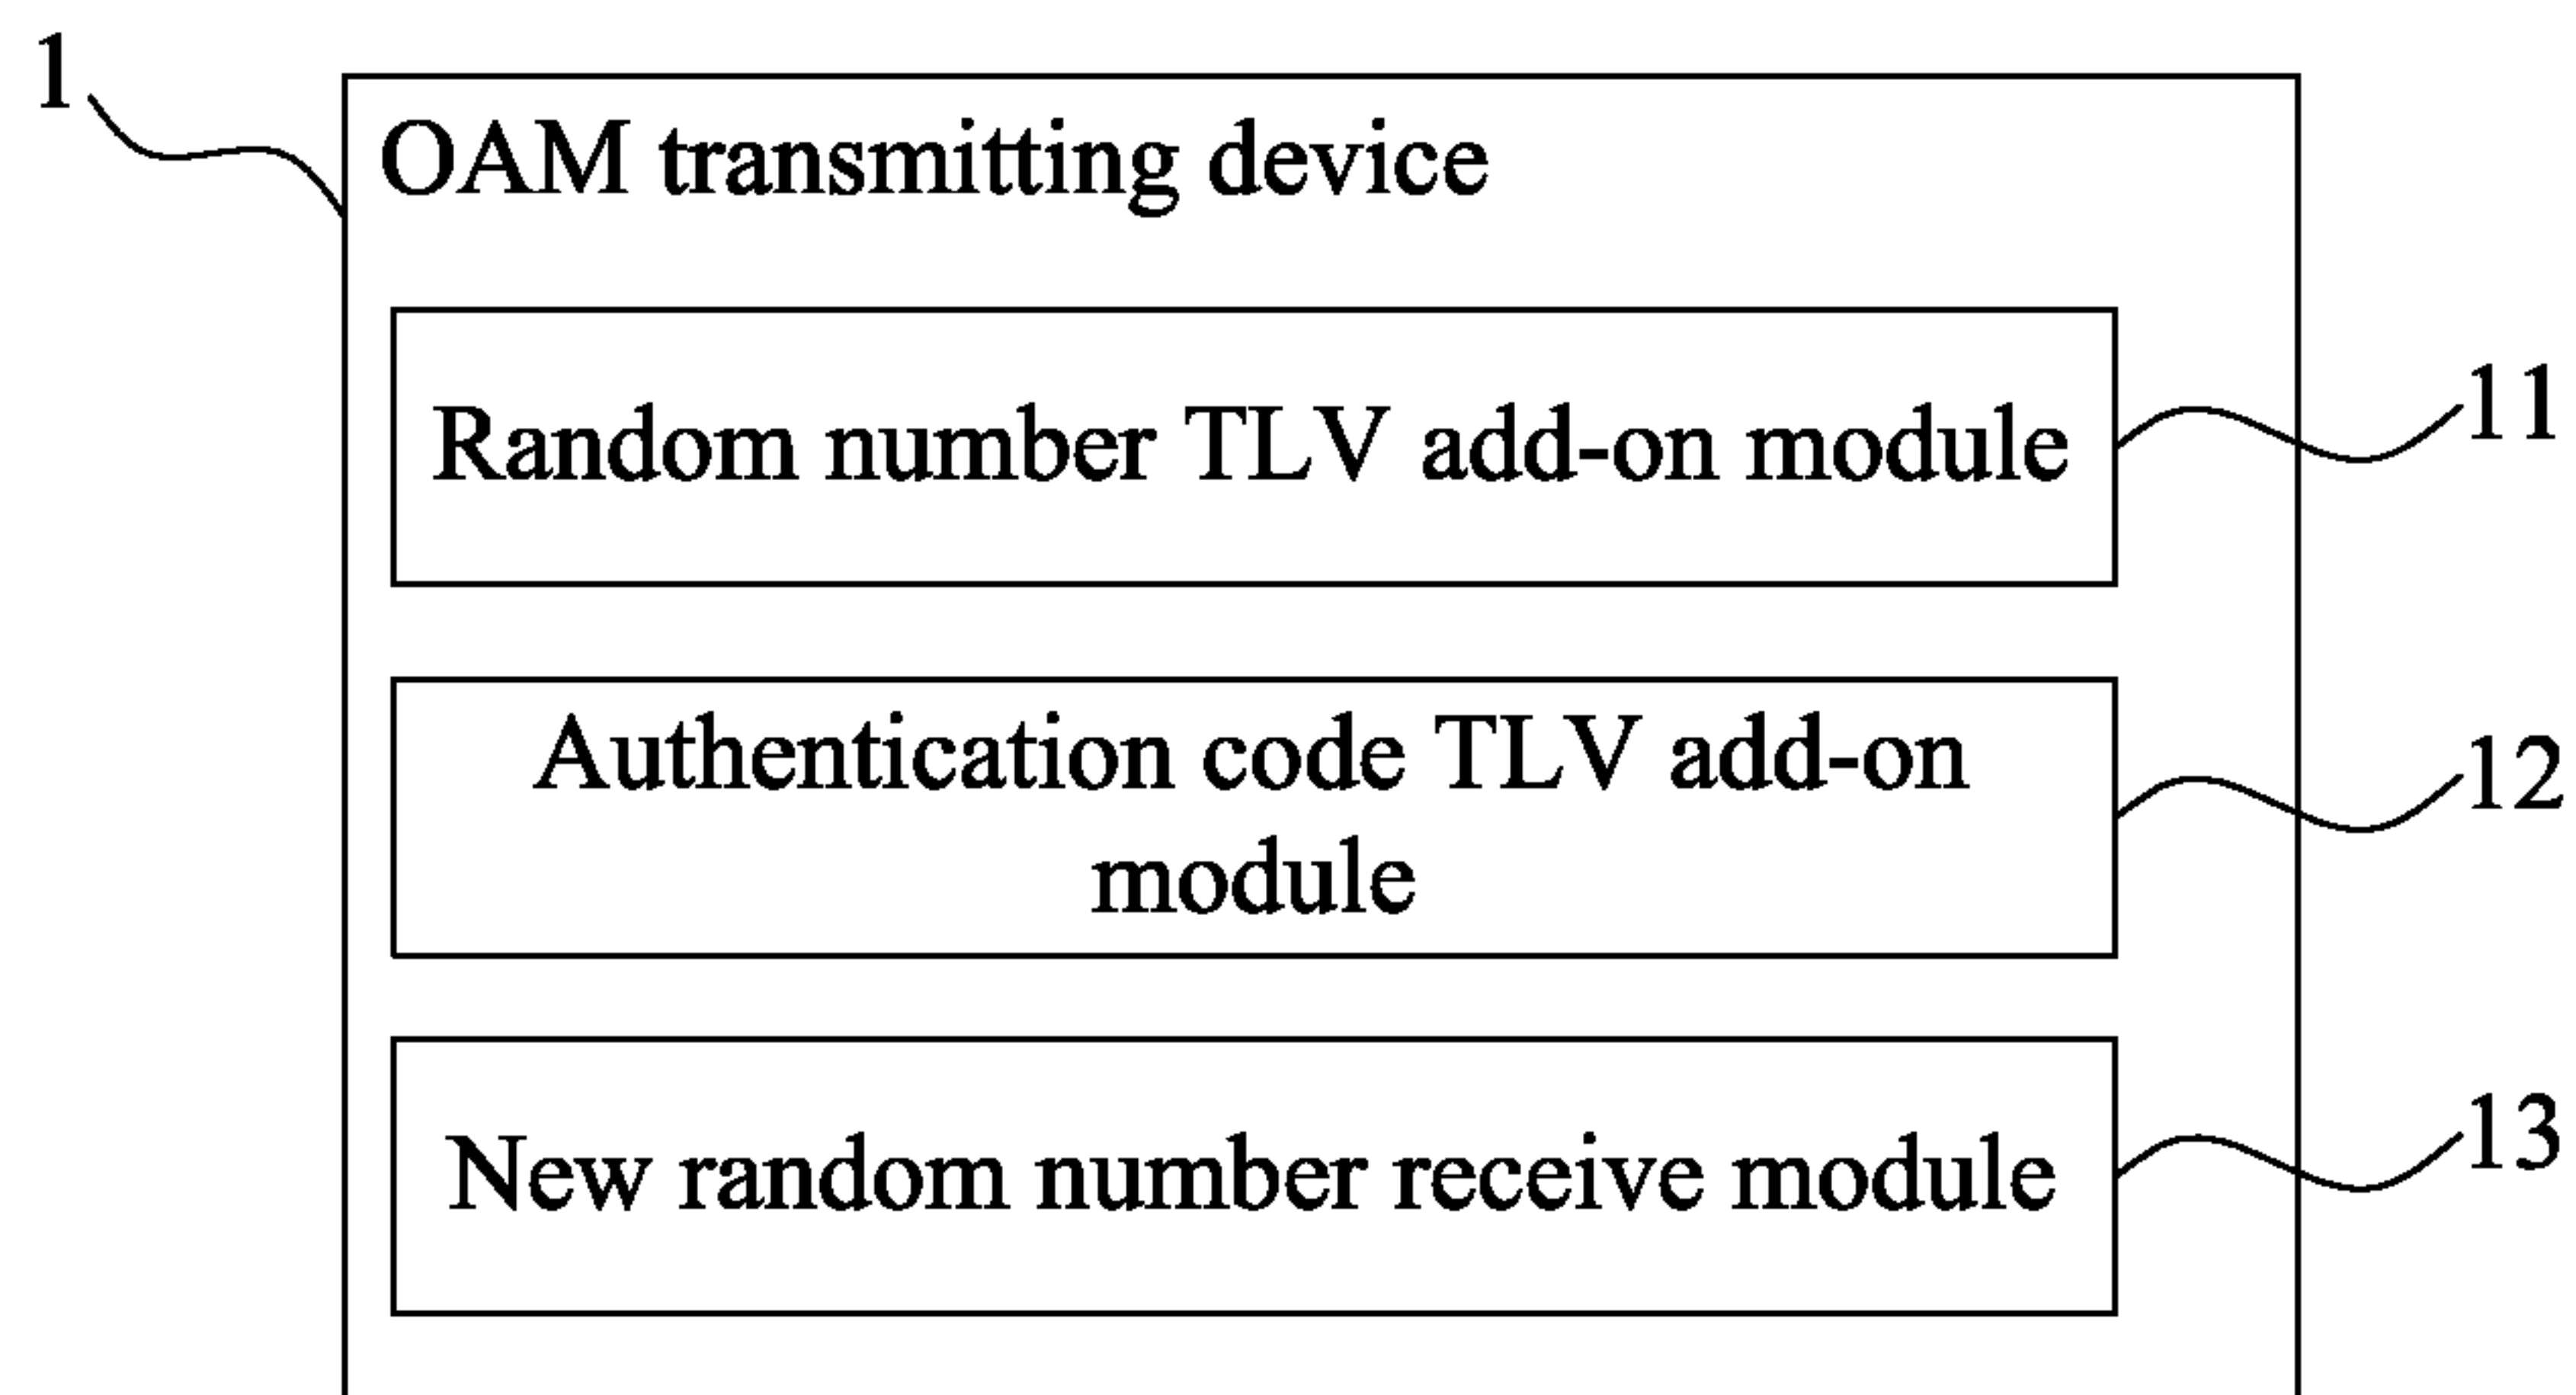 1
OAM transmitting device
Random number TLV add-on module
11
Authentication code TLV add-on
module
12
New random number receive module
13